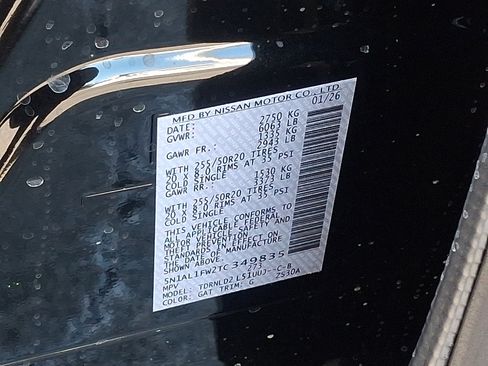 MFD BY NISSAN MOTOR CO., LTD
DATE: 01/26
GVWR: 2750 KG
6063 LB
GAWR FR.: 1335 KG
2943 LB
WITH 255/50R20 TIRES
20 X 8.0 RIMS AT 35 PSI
COLD SINGLE
GAWR RR.: 1530 KG
3373 LB
WITH 255/50R20 TIRES
20 X 8.0 RIMS AT 35 PSI
COLD SINGLE
THIS VEHICLE CONFORMS TO
ALL APPLICABLE FEDERAL
MOTOR VEHICLE SAFETY AND
THEFT PREVENTION
STANDARDS IN EFFECT ON
THE DATE OF MANUFACTURE
SHOWN ABOVE.
5N1AL1FW2TC349835
MPV 273
MODEL: TDRNLD2L51UUJ--C-B
COLOR: GAT TRIM: G 2530A